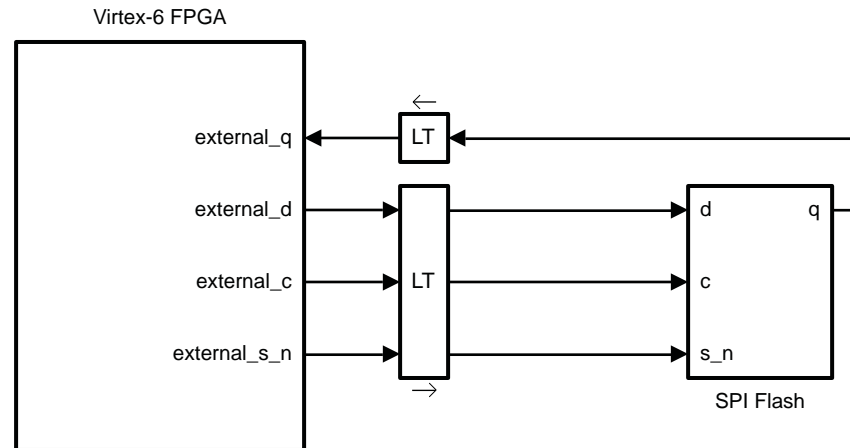 Virtex-6 FPGA
external_q
LT
external_d
d
q
external_c
LT
c
external_s_n
s_n
SPI Flash